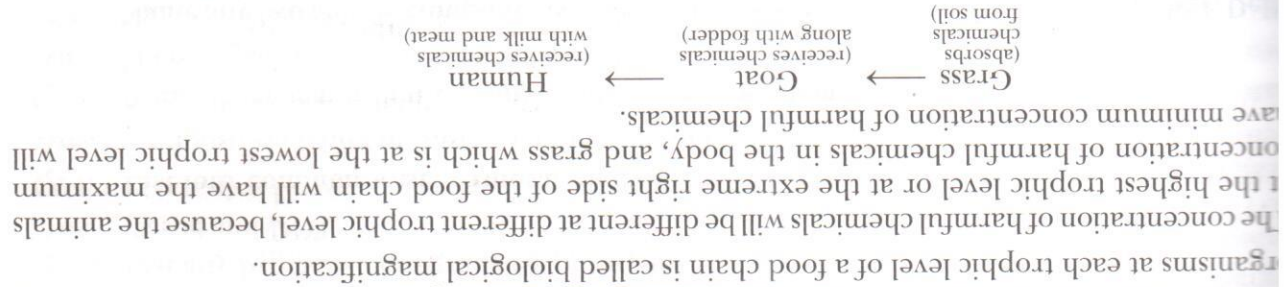 rganisms at each trophic level of a food chain is called biological magnification.
The concentration of harmful chemicals will be different at different trophic level, because the animals
t the highest trophic level or at the extreme right side of the food chain will have the maximum
oncentration of harmful chemicals in the body, and grass which is at the lowest trophic level will
ave minimum concentration of harmful chemicals.
Grass ⟶ Goat ⟶ Human
(absorbs (receives chemicals (receives chemicals
chemicals along with fodder) with milk and meat)
from soil)